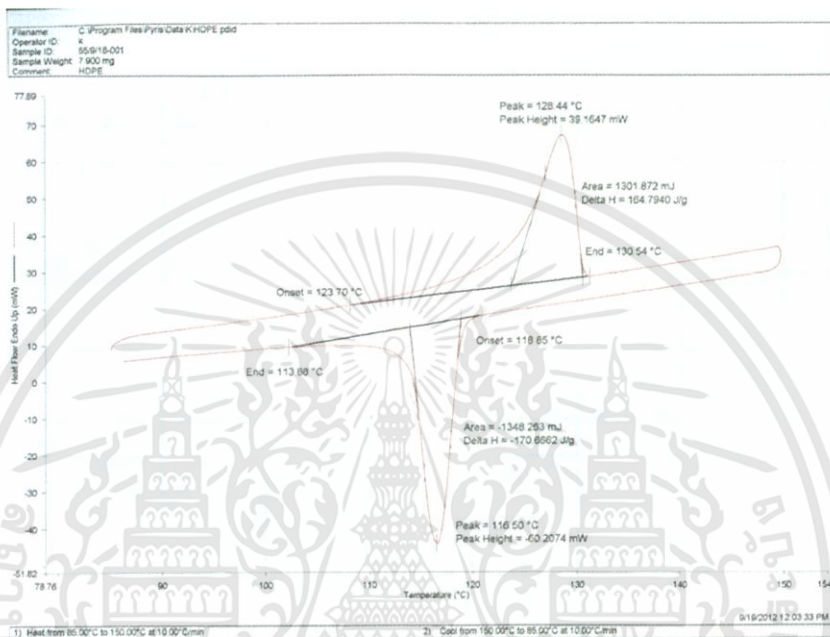 Filename: C:\Program Files\Pyris\Data\K\HDPE.pdid
Operator ID: k
Sample ID: 55/9/18-001
Sample Weight: 7.900 mg
Comment: HDPE
77.89
Peak = 128.44 °C
Peak Height = 39.1647 mW
70
60
Area = 1301.872 mJ
Delta H = 164.7940 J/g
50
40
End = 130.54 °C
30
Onset = 123.70 °C
20
Onset = 118.85 °C
10
End = 113.88 °C
Heat Flow Endo Up (mW)
0
-10
Area = -1348.263 mJ
Delta H = -170.6662 J/g
-20
-30
Peak = 116.50 °C
Peak Height = -60.2074 mW
-40
-51.82
78.76
90
100
110
120
130
140
150
Temperature (°C)
9/18/2012 12:03:33 PM
1) Heat from 85.00°C to 150.00°C at 10.00°C/min
2) Cool from 150.00°C to 85.00°C at 10.00°C/min